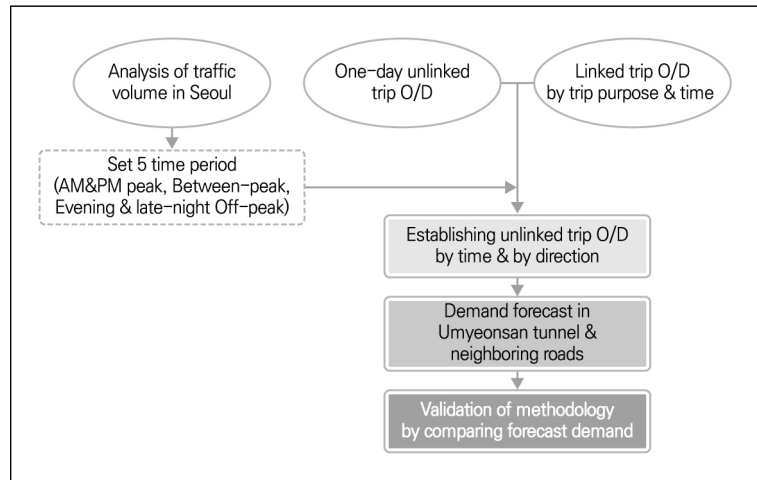 Analysis of traffic
volume in Seoul
One-day unlinked
trip O/D
Linked trip O/D
by trip purpose & time
Set 5 time period
(AM&PM peak, Between-peak,
Evening & late-night Off-peak)
Establishing unlinked trip O/D
by time & by direction
Demand forecast in
Umyeonsan tunnel &
neighboring roads
Validation of methodology
by comparing forecast demand